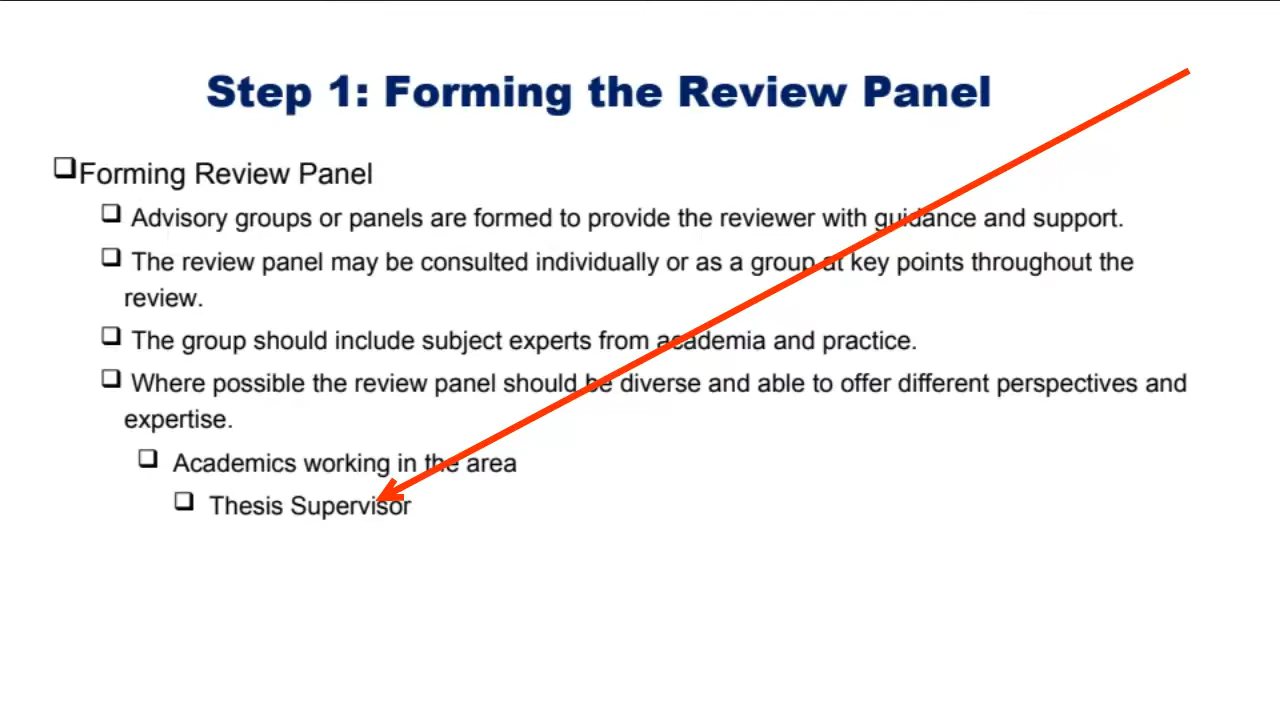 Step 1: Forming the Review Panel
Forming Review Panel
Advisory groups or panels are formed to provide the reviewer with guidance and support.
The review panel may be consulted individually or as a group at key points throughout the
review.
The group should include subject experts from academia and practice.
Where possible the review panel should be diverse and able to offer different perspectives and
expertise.
Academics working in the area
Thesis Supervisor